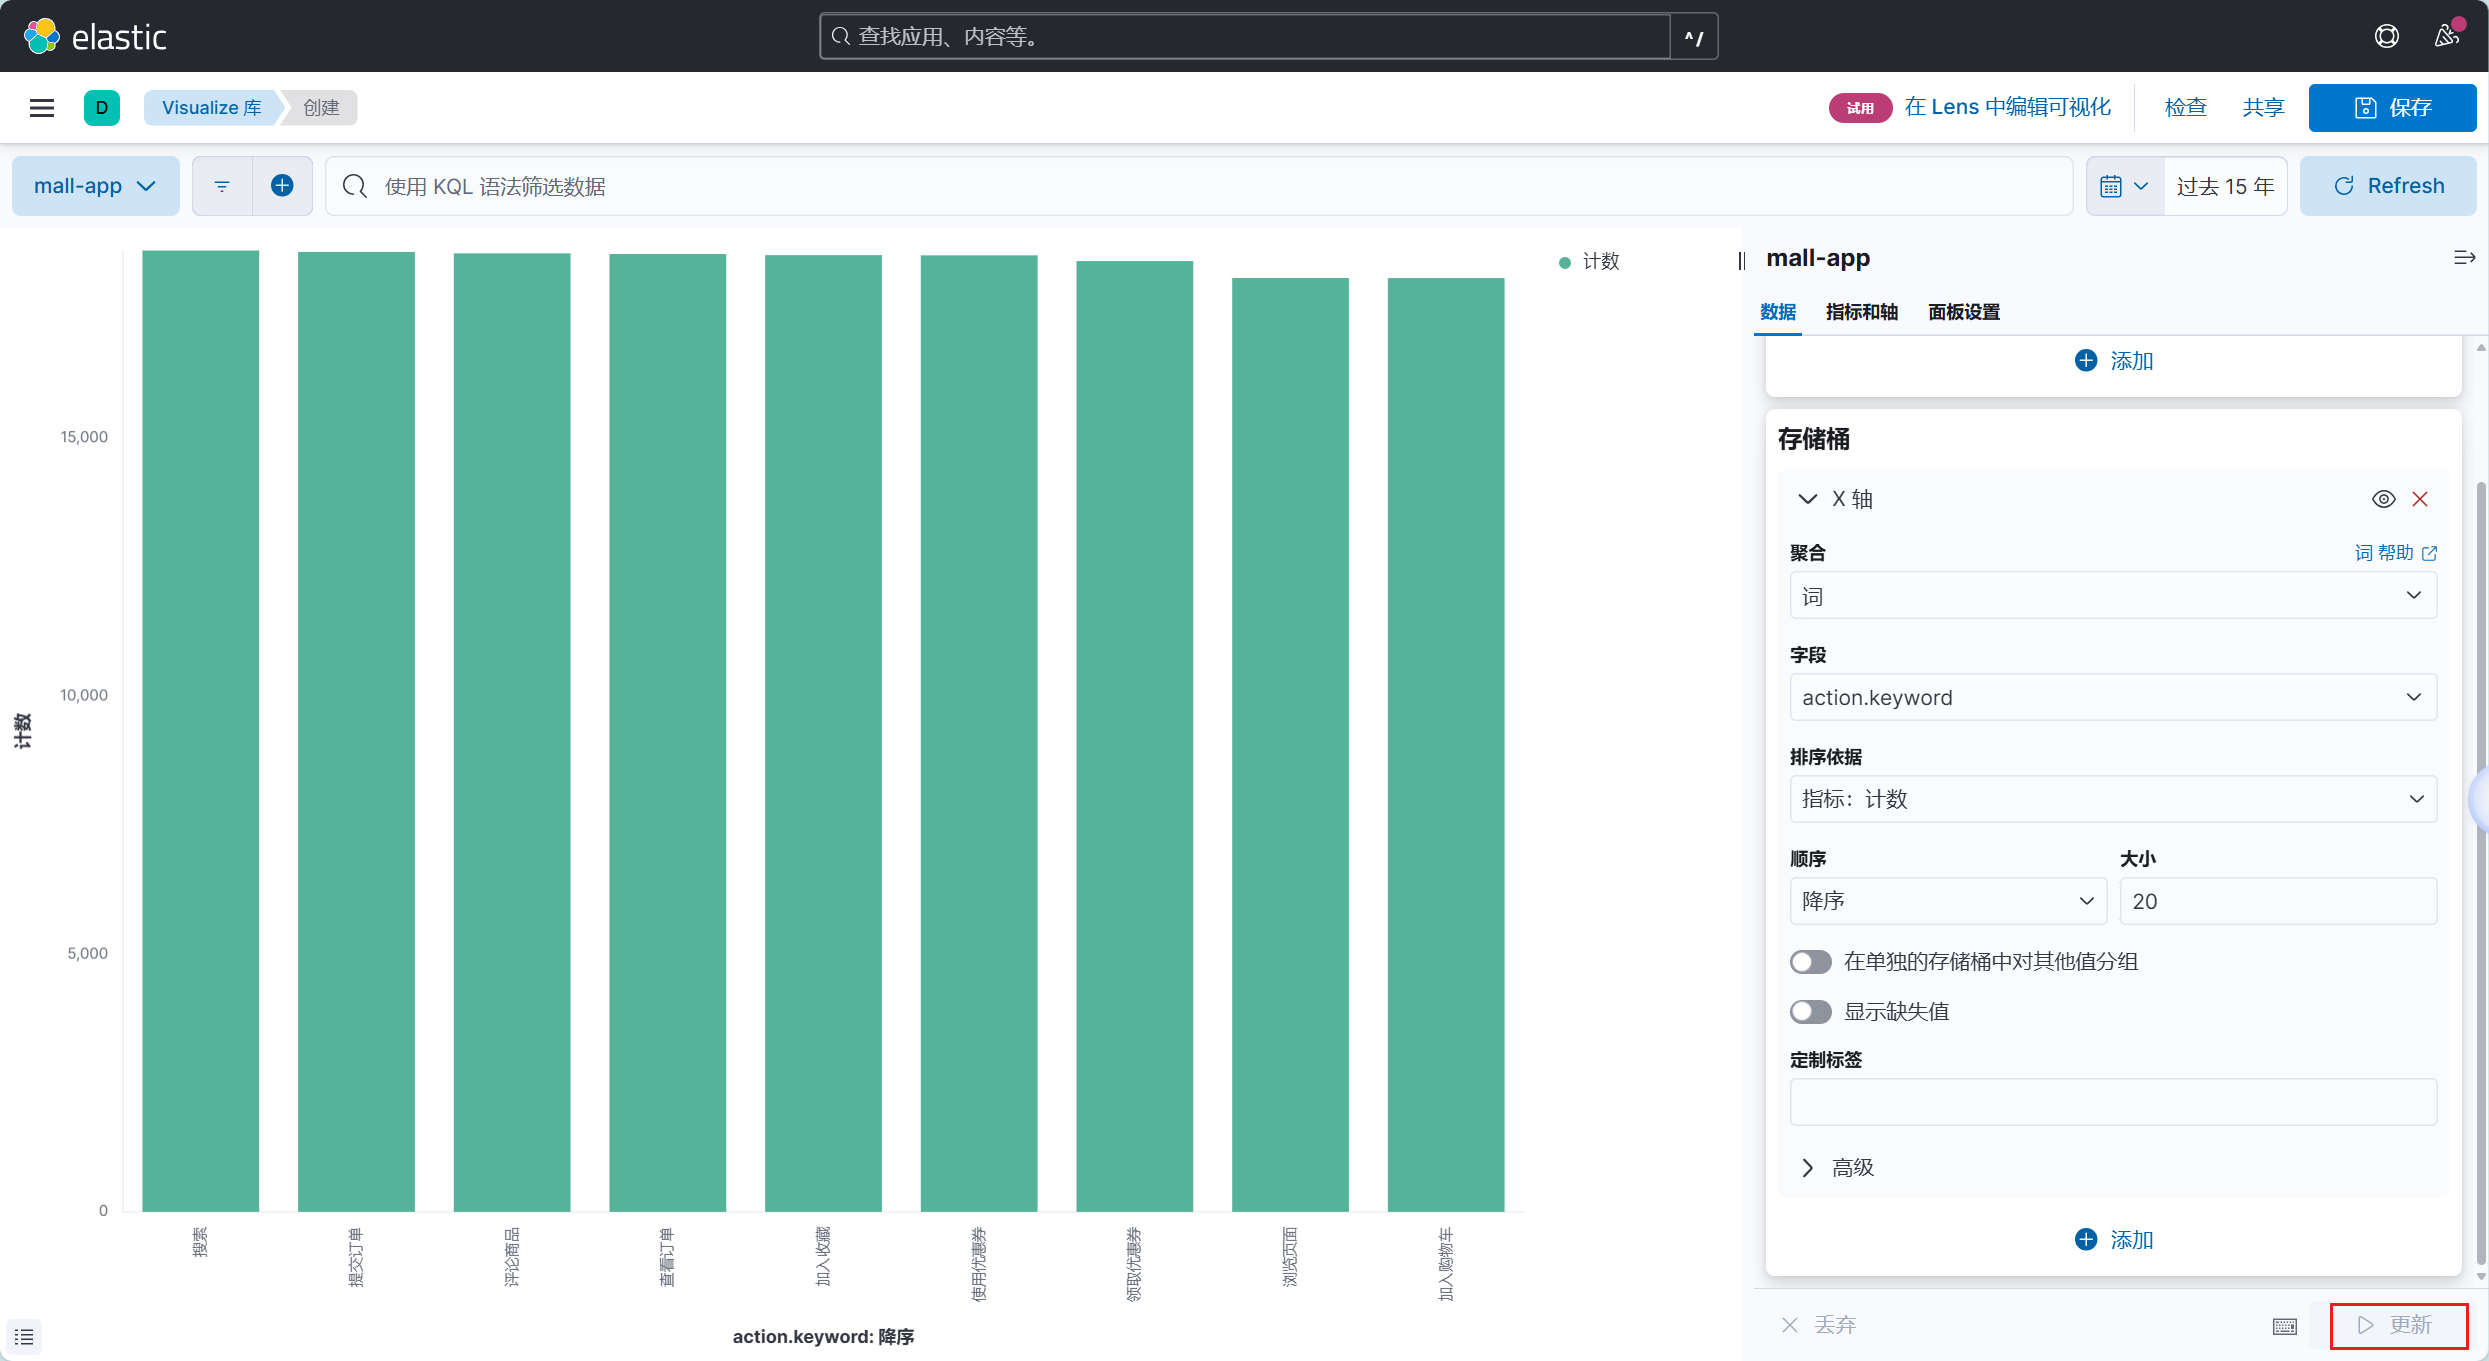 elastic
查找应用、内容等。
^/
D
Visualize 库
创建
试用
在 Lens 中编辑可视化
检查
共享
保存
mall-app
使用 KQL 语法筛选数据
过去 15 年
Refresh
计数
15,000
10,000
5,000
0
计数
搜索
提交订单
评论商品
查看订单
加入收藏
使用优惠券
领取优惠券
浏览页面
加入购物车
action.keyword: 降序
mall-app
数据
指标和轴
面板设置
添加
存储桶
X 轴
聚合
词 帮助
词
字段
action.keyword
排序依据
指标：计数
顺序
大小
降序
20
在单独的存储桶中对其他值分组
显示缺失值
定制标签
高级
添加
丢弃
更新